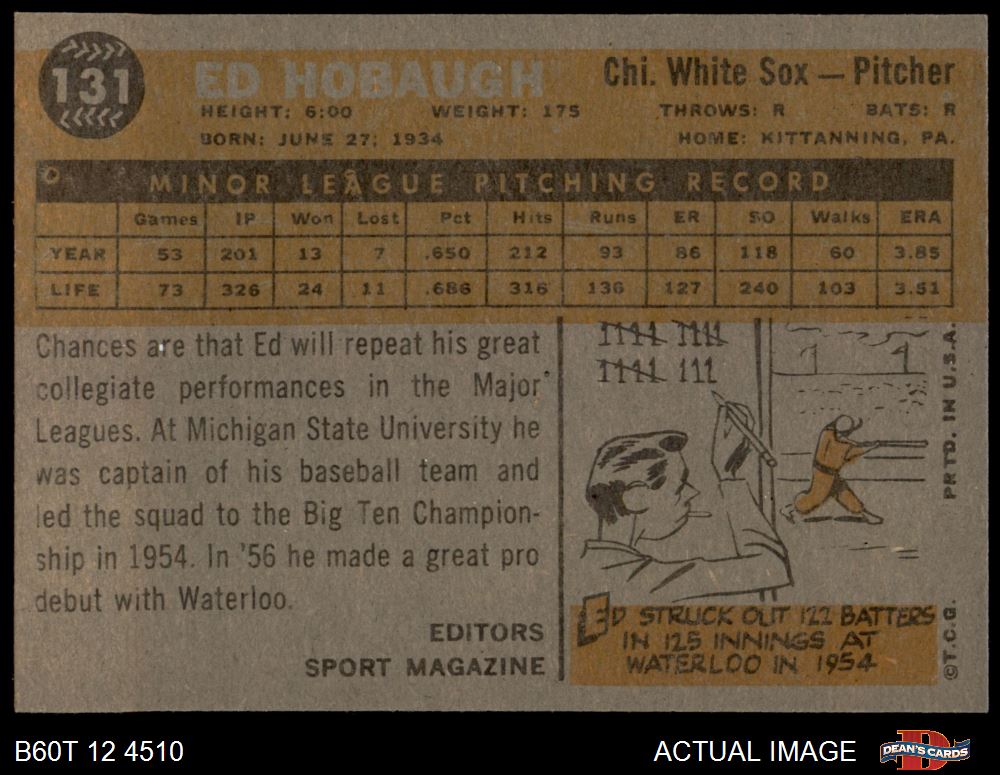 131
ED HOBAUGH
Chi. White Sox — Pitcher
HEIGHT: 6:00 WEIGHT: 175 THROWS: R BATS: R
BORN: JUNE 27, 1934 HOME: KITTANNING, PA.
MINOR LEAGUE PITCHING RECORD
Games IP Won Lost Pct Hits Runs ER SO Walks ERA
YEAR 53 201 13 7 .650 212 93 86 118 60 3.85
LIFE 73 326 24 11 .686 316 136 127 240 103 3.51
Chances are that Ed will repeat his great
collegiate performances in the Major
Leagues. At Michigan State University he
was captain of his baseball team and
led the squad to the Big Ten Champion-
ship in 1954. In '56 he made a great pro
debut with Waterloo.
EDITORS
SPORT MAGAZINE
ED STRUCK OUT 122 BATTERS
IN 125 INNINGS AT
WATERLOO IN 1954
PRTD. IN U.S.A.
©T.C.G.
B60T 12 4510
ACTUAL IMAGE
DEAN'S CARDS